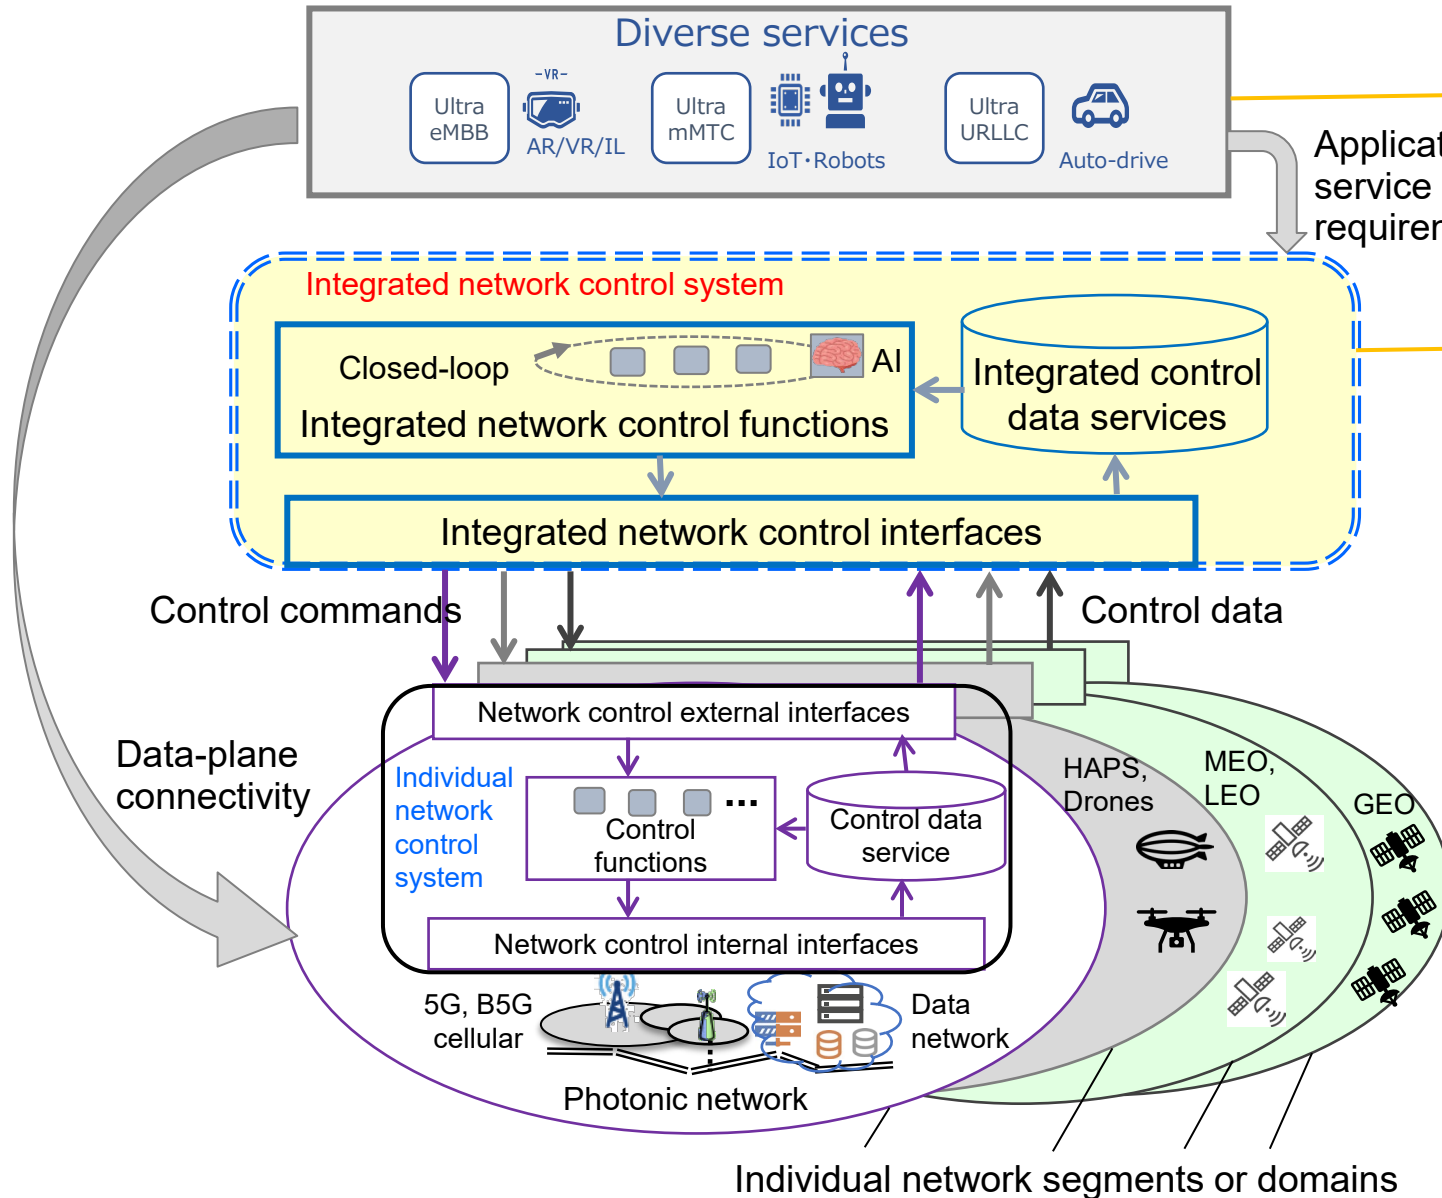 Diverse services
Ultra
eMBB
-VR-
AR/VR/IL
Ultra
mMTC
IoT・Robots
Ultra
URLLC
Auto-drive
service
Integrated network control system
Closed-loop
AI
Integrated network control functions
Integrated control
data services
Integrated network control interfaces
Control commands
Control data
Network control external interfaces
Data-plane
connectivity
Individual
network
control
system
...
Control
functions
Control data
service
Network control internal interfaces
HAPS,
Drones
MEO,
LEO
GEO
5G, B5G
cellular
Data
network
Photonic network
Individual network segments or domains